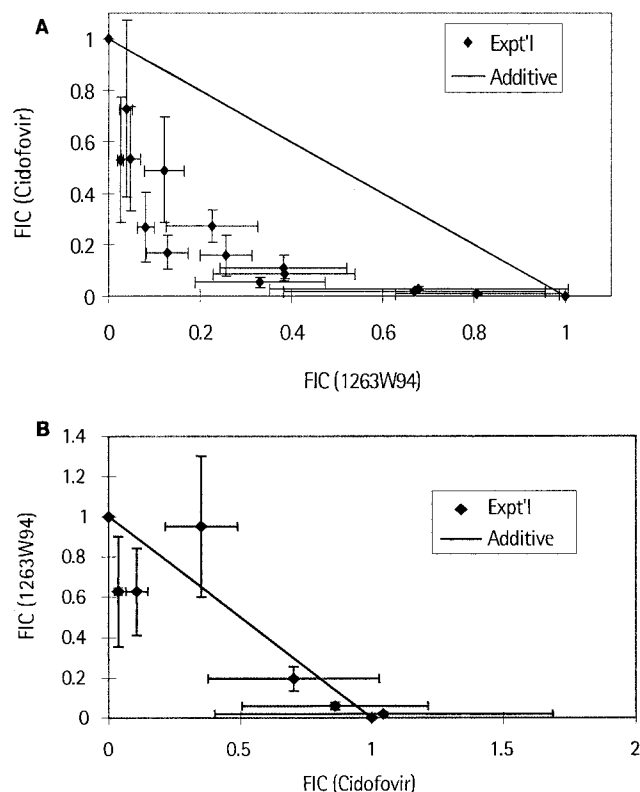 A
1
0.8
0.6
0.4
0.2
0
FIC (Cidofovir)
Expt'l
Additive
0 0.2 0.4 0.6 0.8 1
FIC (1263W94)
B
1.4
1.2
1
0.8
0.6
0.4
0.2
0
FIC (1263W94)
Expt'l
Additive
0 0.5 1 1.5 2
FIC (Cidofovir)